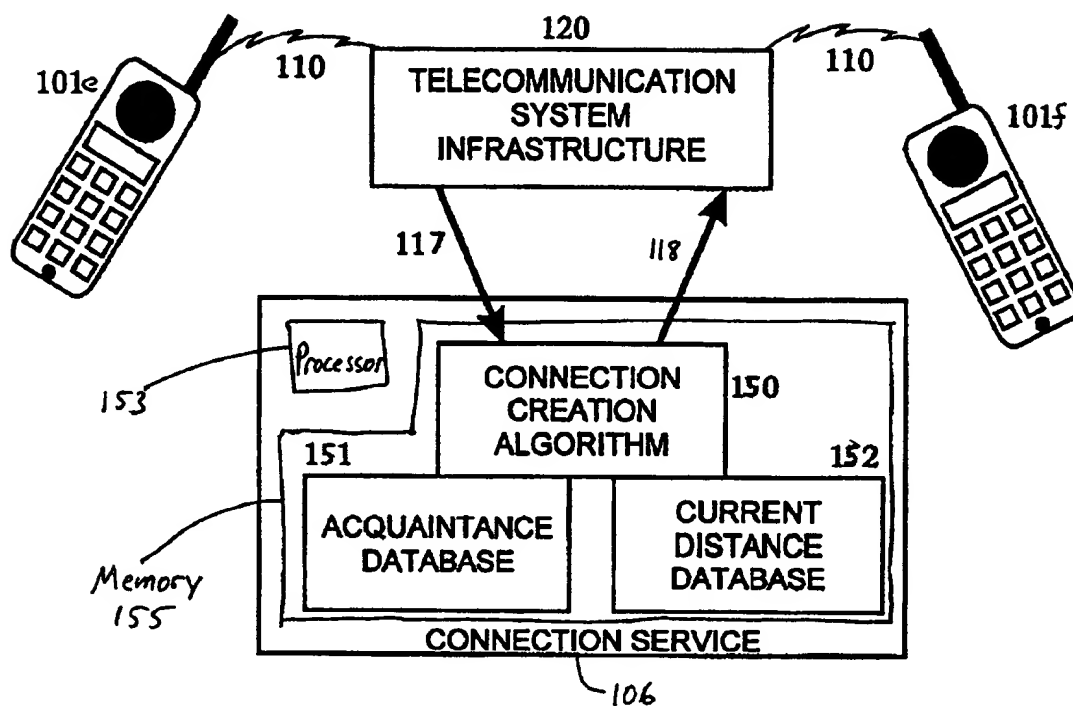 120
101e
110
110
101f
TELECOMMUNICATION
SYSTEM
INFRASTRUCTURE
117
118
Processor
153
CONNECTION
CREATION
ALGORITHM
150
151
152
ACQUAINTANCE
DATABASE
CURRENT
DISTANCE
DATABASE
Memory
155
CONNECTION SERVICE
106